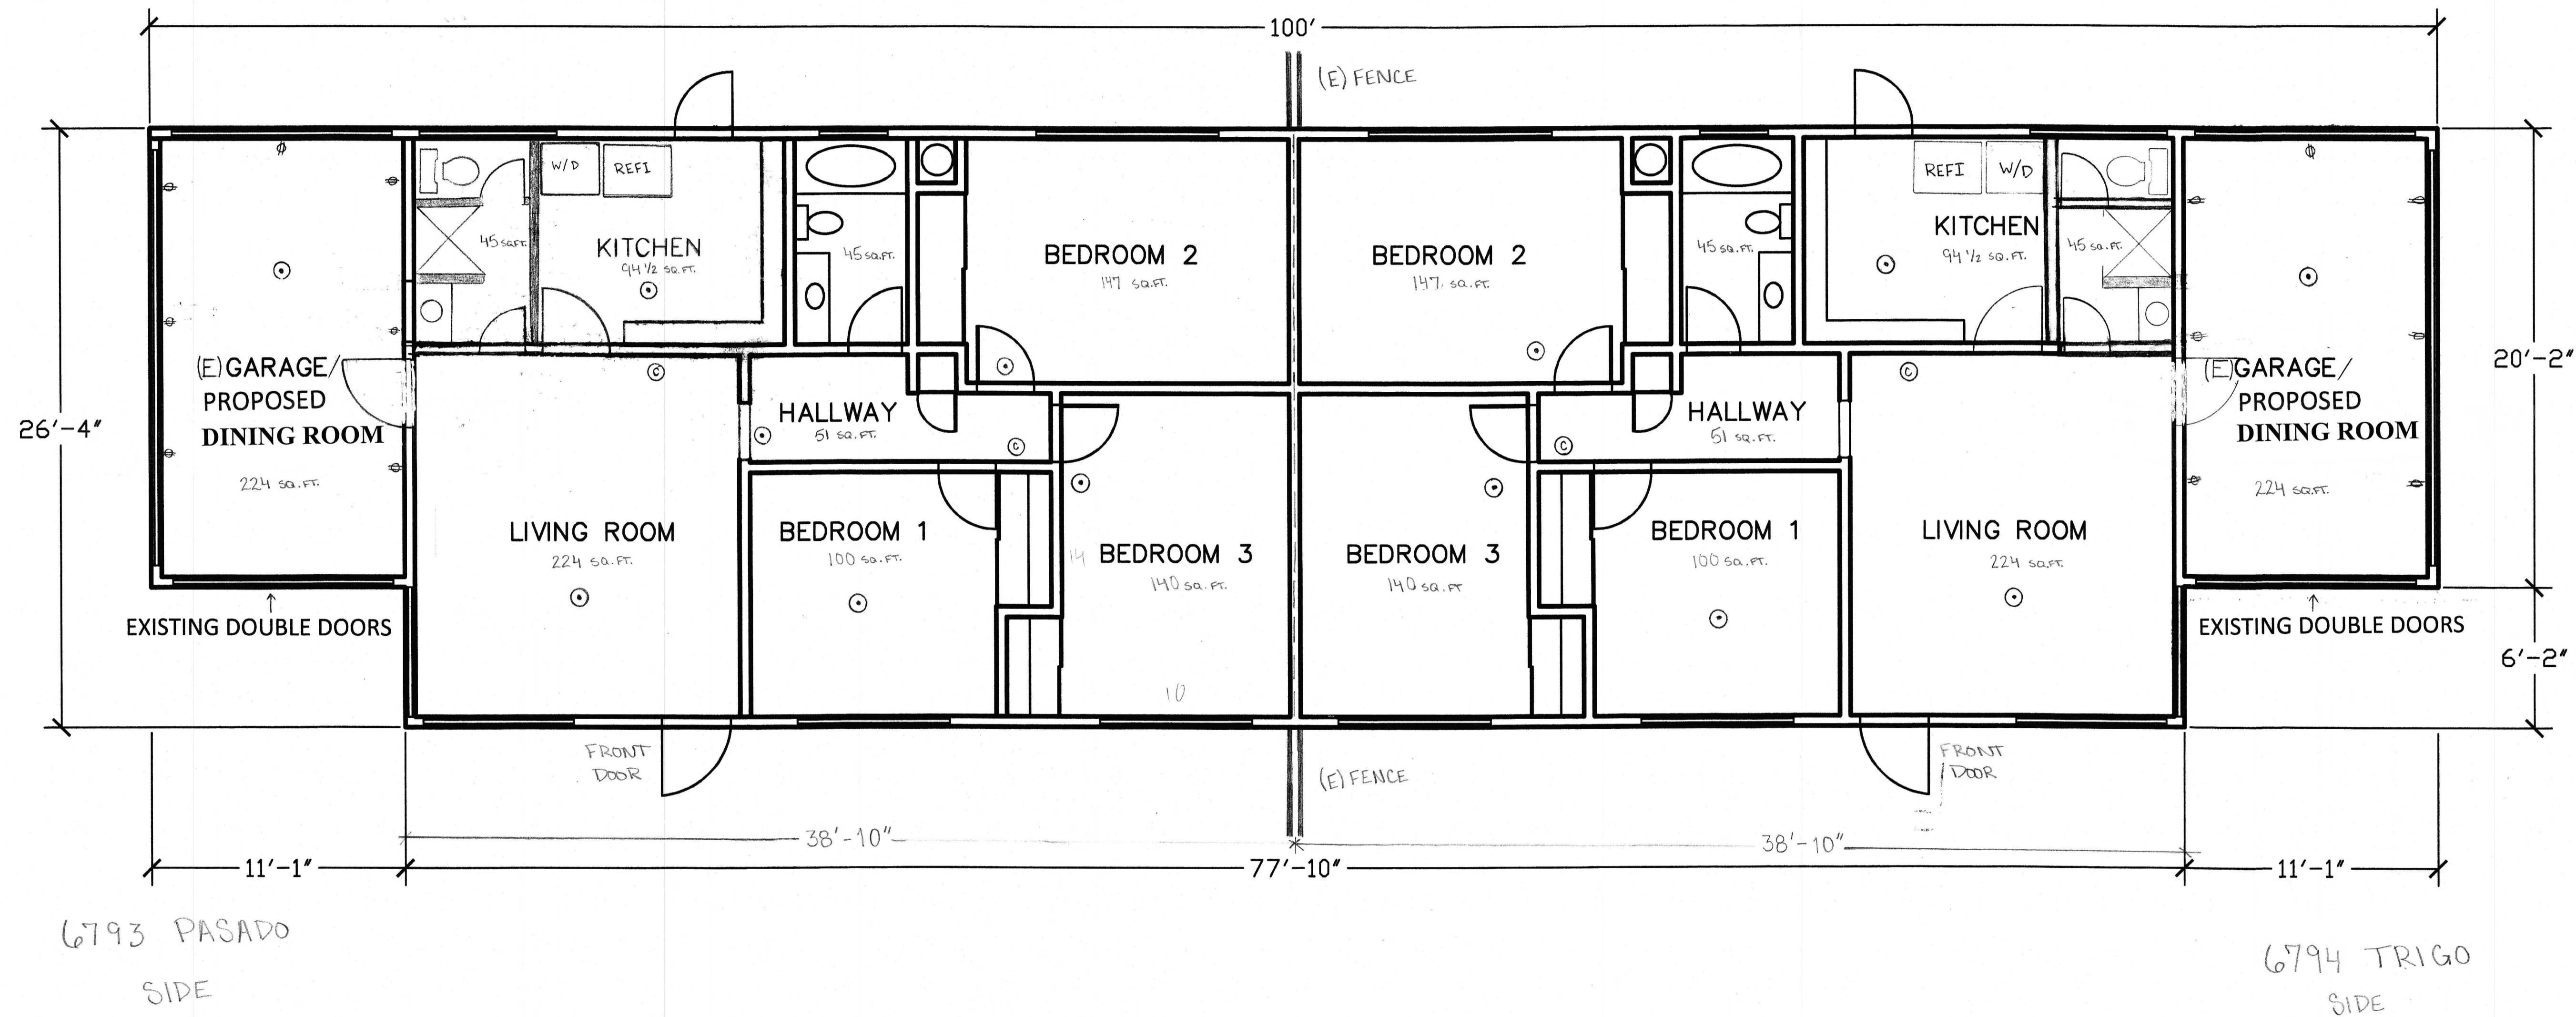 100'
(E) FENCE
W/D
REFI
REFI
W/D
45 SQ.FT.
KITCHEN
94 1/2 SQ.FT.
45 SQ.FT.
BEDROOM 2
147 SQ.FT.
BEDROOM 2
147 SQ.FT.
45 SQ.FT.
KITCHEN
94 1/2 SQ.FT.
45 SQ.FT.
(E) GARAGE/
PROPOSED
DINING ROOM
224 SQ.FT.
C
HALLWAY
51 SQ.FT.
C
C
HALLWAY
51 SQ.FT.
C
(E) GARAGE/
PROPOSED
DINING ROOM
224 SQ.FT.
26'-4"
20'-2"
LIVING ROOM
224 SQ.FT.
BEDROOM 1
100 SQ.FT.
14
BEDROOM 3
140 SQ.FT.
10
BEDROOM 3
140 SQ.FT
BEDROOM 1
100 SQ.FT.
LIVING ROOM
224 SQ.FT.
EXISTING DOUBLE DOORS
EXISTING DOUBLE DOORS
6'-2"
FRONT
DOOR
(E) FENCE
FRONT
DOOR
38'-10"
38'-10"
11'-1"
77'-10"
11'-1"
6793 PASADO
SIDE
6794 TRIGO
SIDE